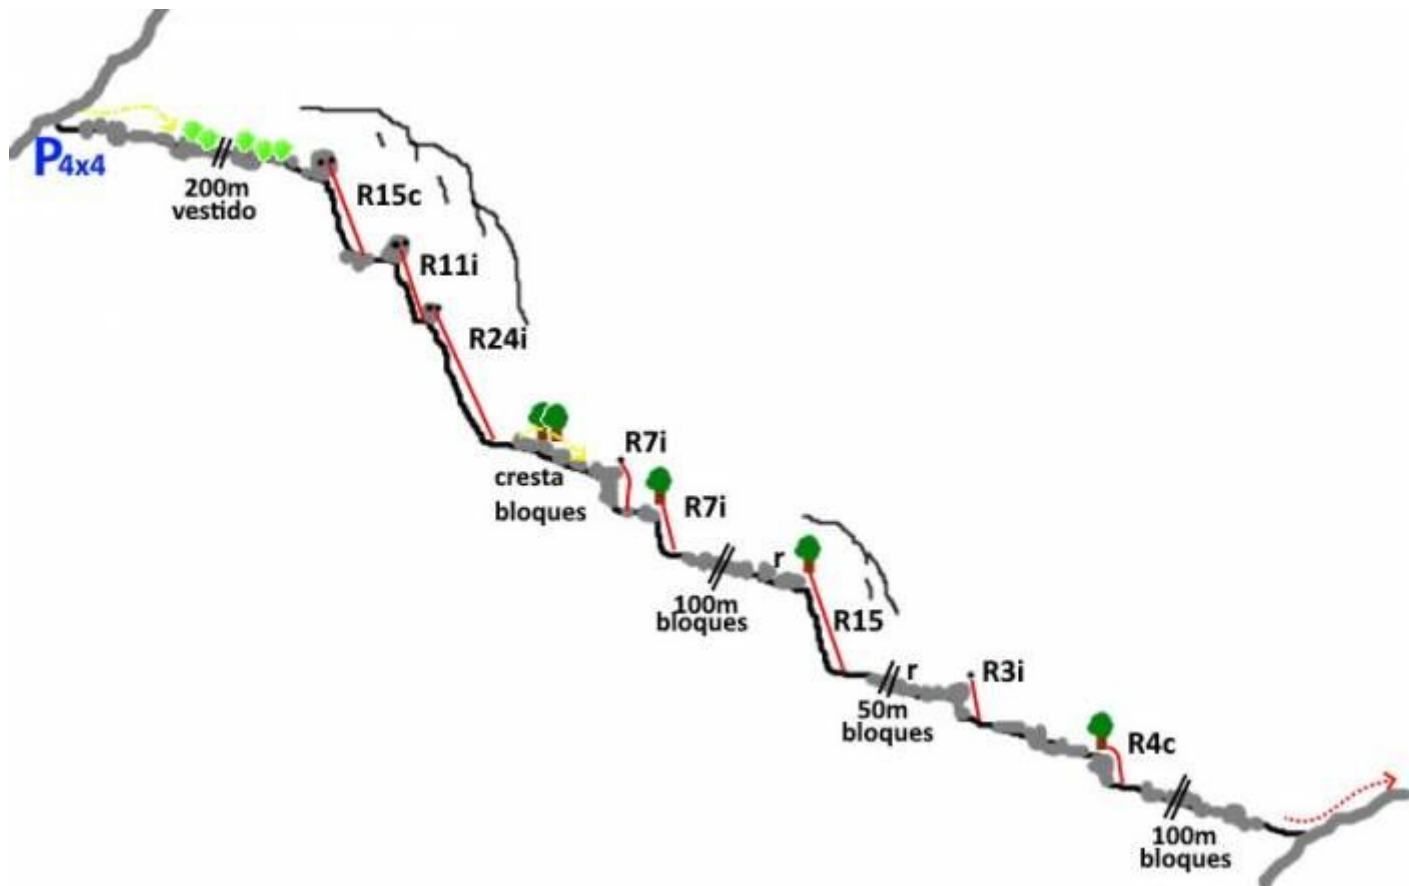 P4x4
200m
vestido
R15c
R11i
R24i
cresta
bloques
R7i
R7i
100m
bloques
r
R15
50m
bloques
r
R3i
R4c
100m
bloques